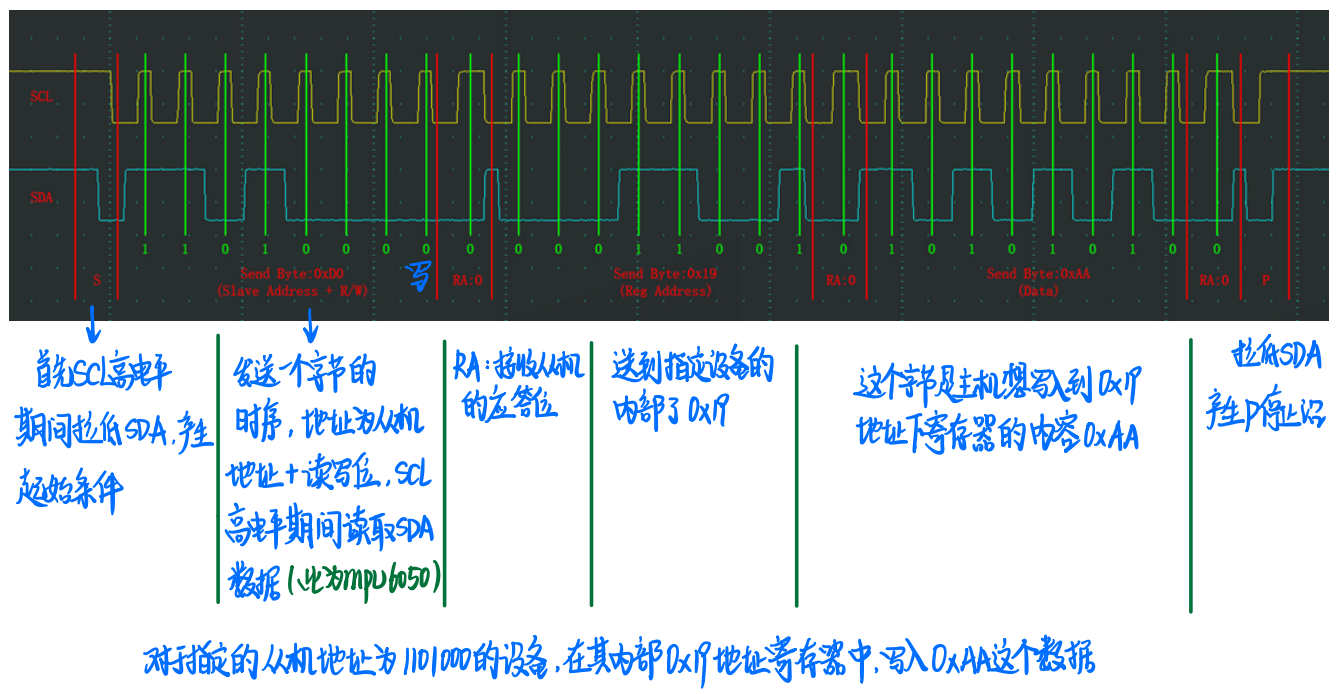 SCL
SDA
1 1 0 1 0 0 0 0 0 0 0 0 1 1 0 0 1 0 1 0 1 0 1 0 1 0 0
S
Send Byte:0xD0
(Slave Address + R/W)
写
RA:0
Send Byte:0x19
(Reg Address)
RA:0
Send Byte:0xAA
(Data)
RA:0
P
首先SCL高电平
期间拉低SDA,产生
起始条件
发送一个字节的
时序,地址为从机
地址+读写位,SCL
高电平期间读取SDA
数据(此为mpu6050)
RA:接收从机
的应答位
送到指定设备的
内部了0x19
这个字节是主机想写入到0x19
地址下寄存器的内容0xAA
拉低SDA
产生P停止
对于指定的从机地址为1101000的设备,在其内部0x19地址寄存器中,写入0xAA这个数据